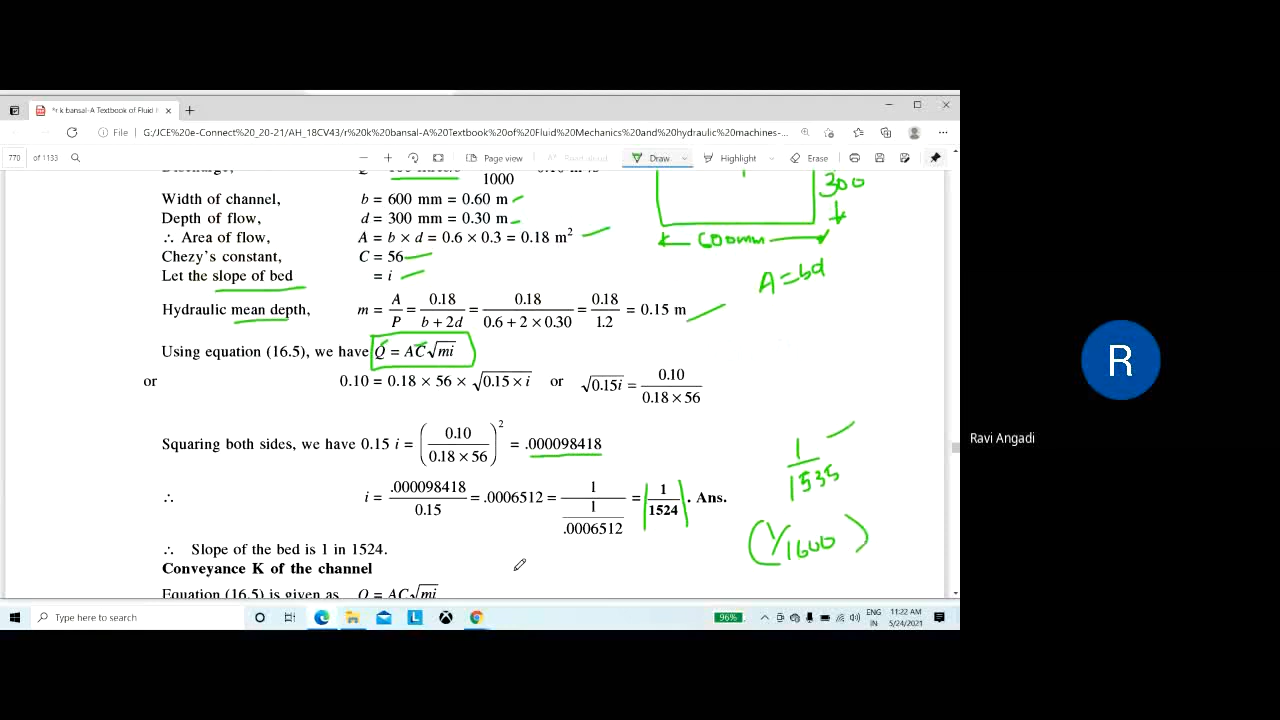 *r k bansal-A Textbook of Fluid
File G:/JCE%20e-Connect%20_20-21/AH_18CV43/r%20k%20bansal-A%20Textbook%20of%20Fluid%20Mechanics%20and%20hydraulic%20machines-...
770 of 1133 Page view Read aloud Draw Highlight Erase
1000
Width of channel, b = 600 mm = 0.60 m
Depth of flow, d = 300 mm = 0.30 m
∴ Area of flow, A = b × d = 0.6 × 0.3 = 0.18 m²
Chezy's constant, C = 56
Let the slope of bed = i
Hydraulic mean depth, m = A/P = 0.18/(b + 2d) = 0.18/(0.6 + 2 × 0.30) = 0.18/1.2 = 0.15 m
Using equation (16.5), we have Q = AC√mi
or 0.10 = 0.18 × 56 × √0.15 × i or √0.15i = 0.10/(0.18 × 56)
Squaring both sides, we have 0.15 i = (0.10/(0.18 × 56))² = .000098418
∴ i = .000098418/0.15 = .0006512 = 1/(1/.0006512) = 1/1524 . Ans.
∴ Slope of the bed is 1 in 1524.
Conveyance K of the channel
Equation (16.5) is given as Q = AC√mi
300
600mm
A = bd
1/1535
(1/1600)
R
Ravi Angadi
Type here to search
96%
ENG
IN
11:22 AM
5/24/2021